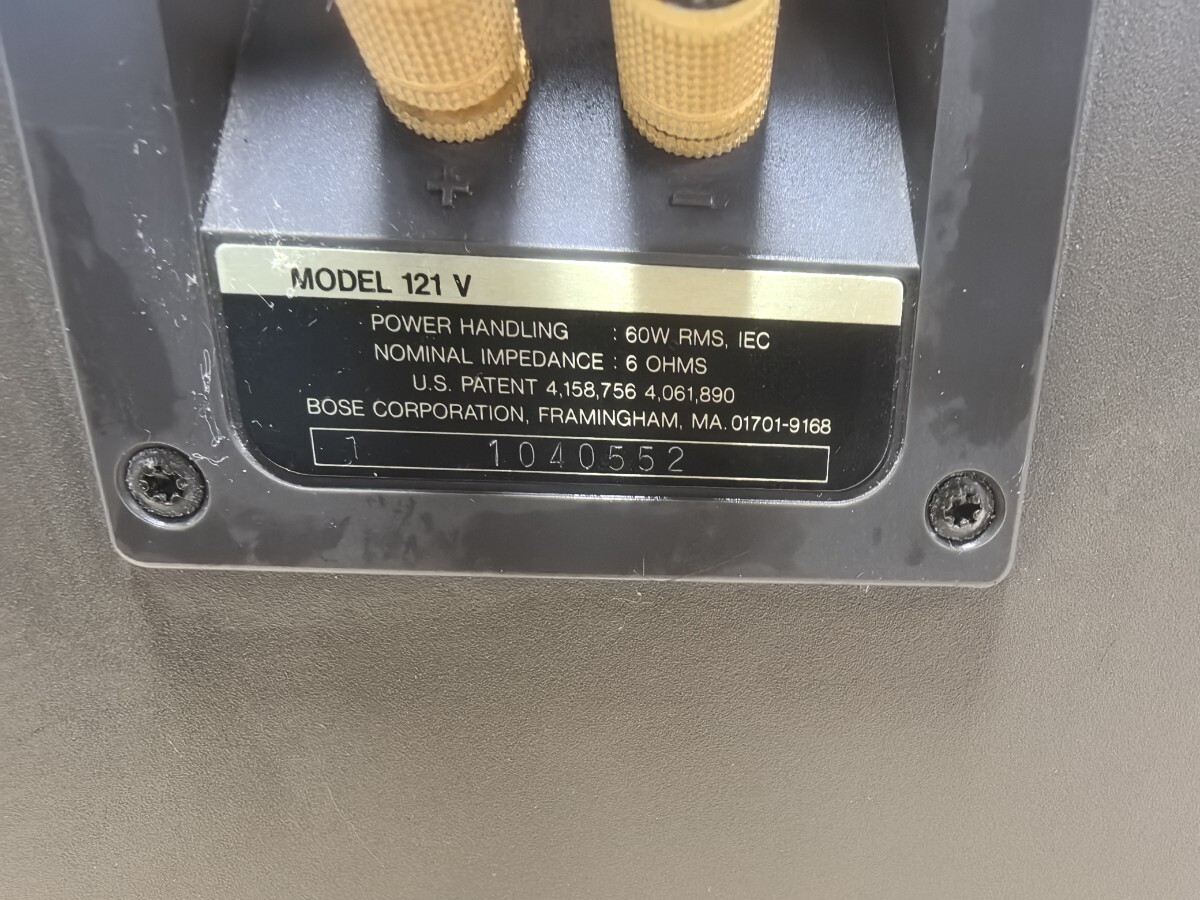 + −
MODEL 121 V
POWER HANDLING : 60W RMS, IEC
NOMINAL IMPEDANCE : 6 OHMS
U.S. PATENT 4,158,756 4,061,890
BOSE CORPORATION, FRAMINGHAM, MA. 01701-9168
J 1040552